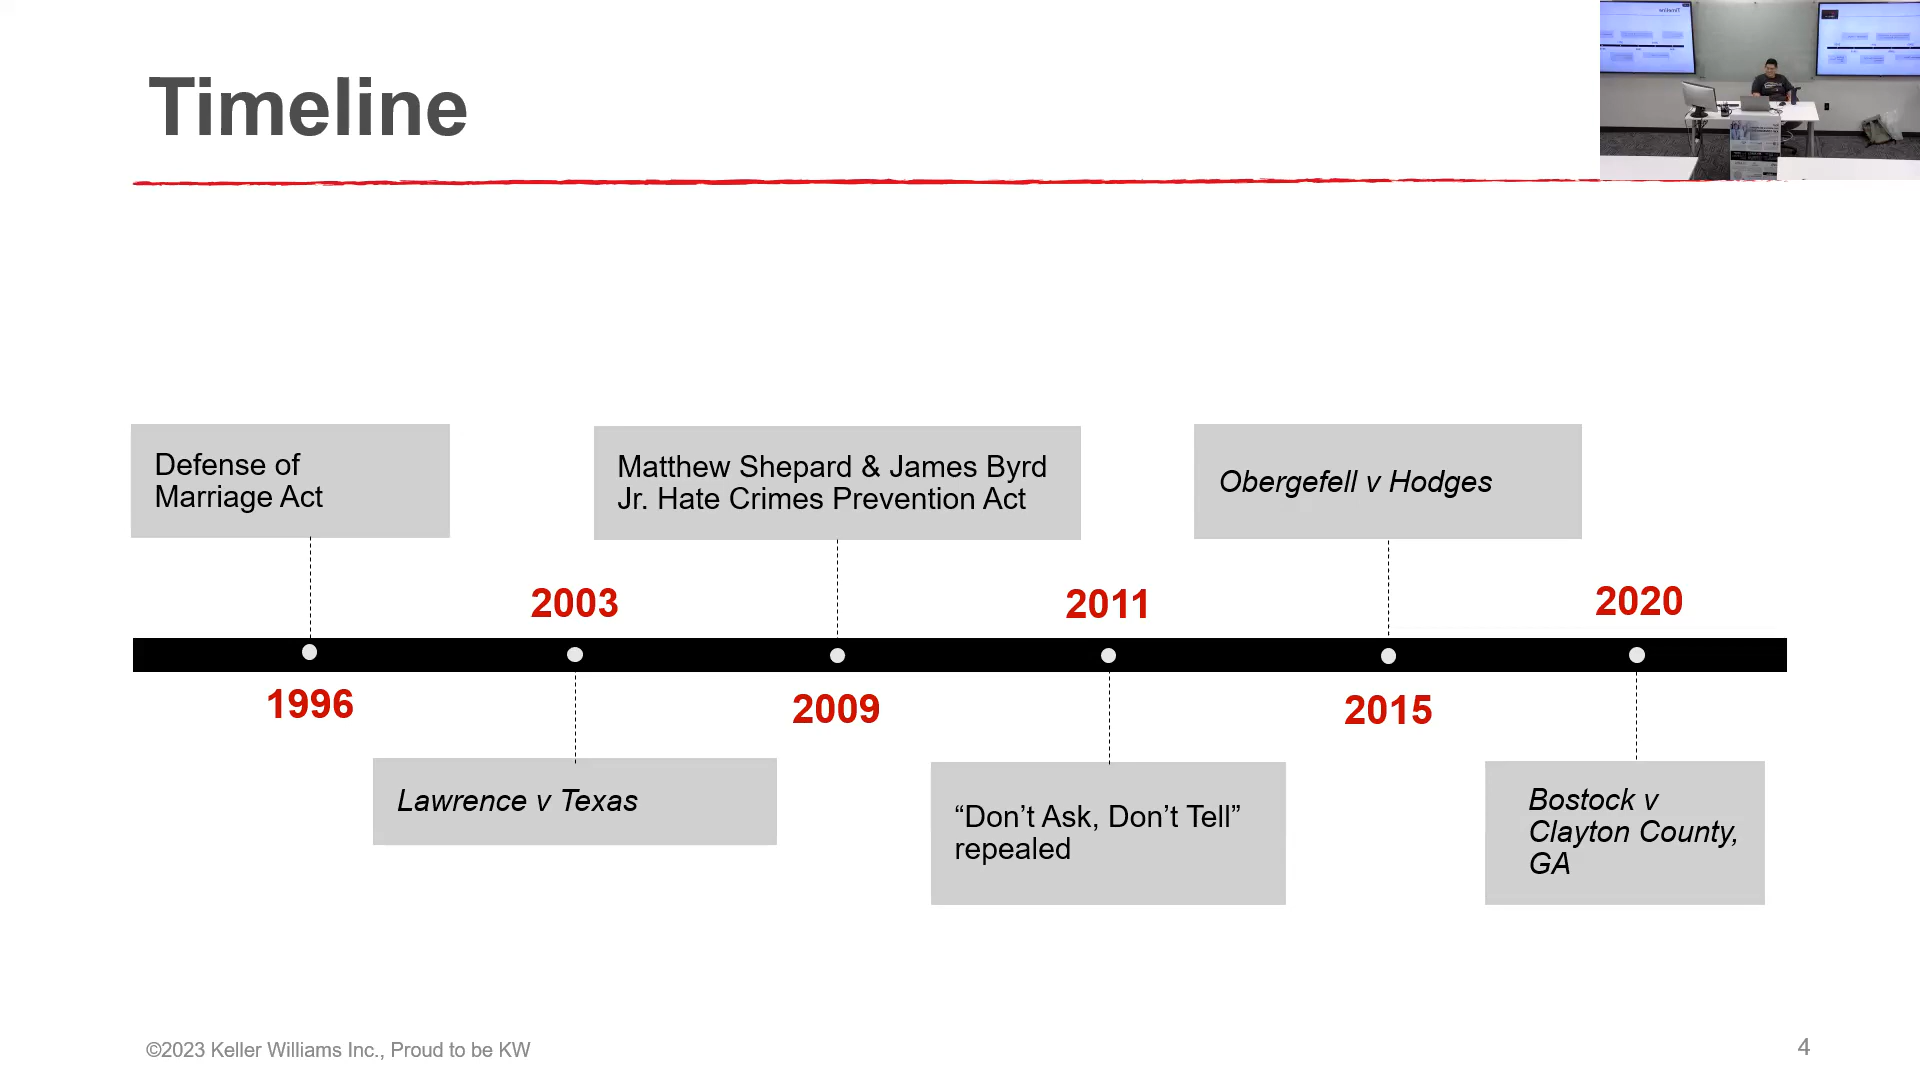 Timeline
Defense of
Marriage Act
Matthew Shepard & James Byrd
Jr. Hate Crimes Prevention Act
Obergefell v Hodges
2003
2011
2020
1996
2009
2015
Lawrence v Texas
“Don’t Ask, Don’t Tell”
repealed
Bostock v
Clayton County,
GA
©2023 Keller Williams Inc., Proud to be KW
4